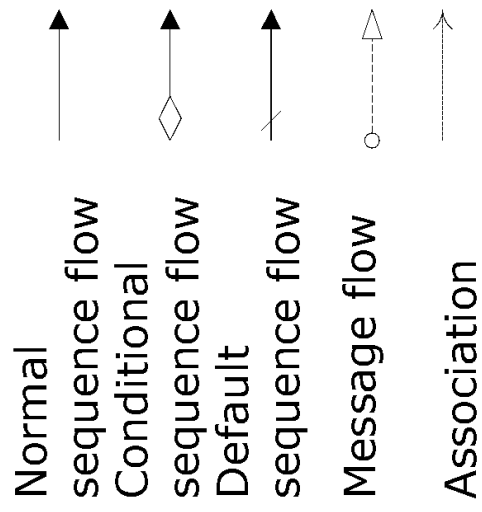 Normal
sequence flow
Conditional
sequence flow
Default
sequence flow
Message flow
Association